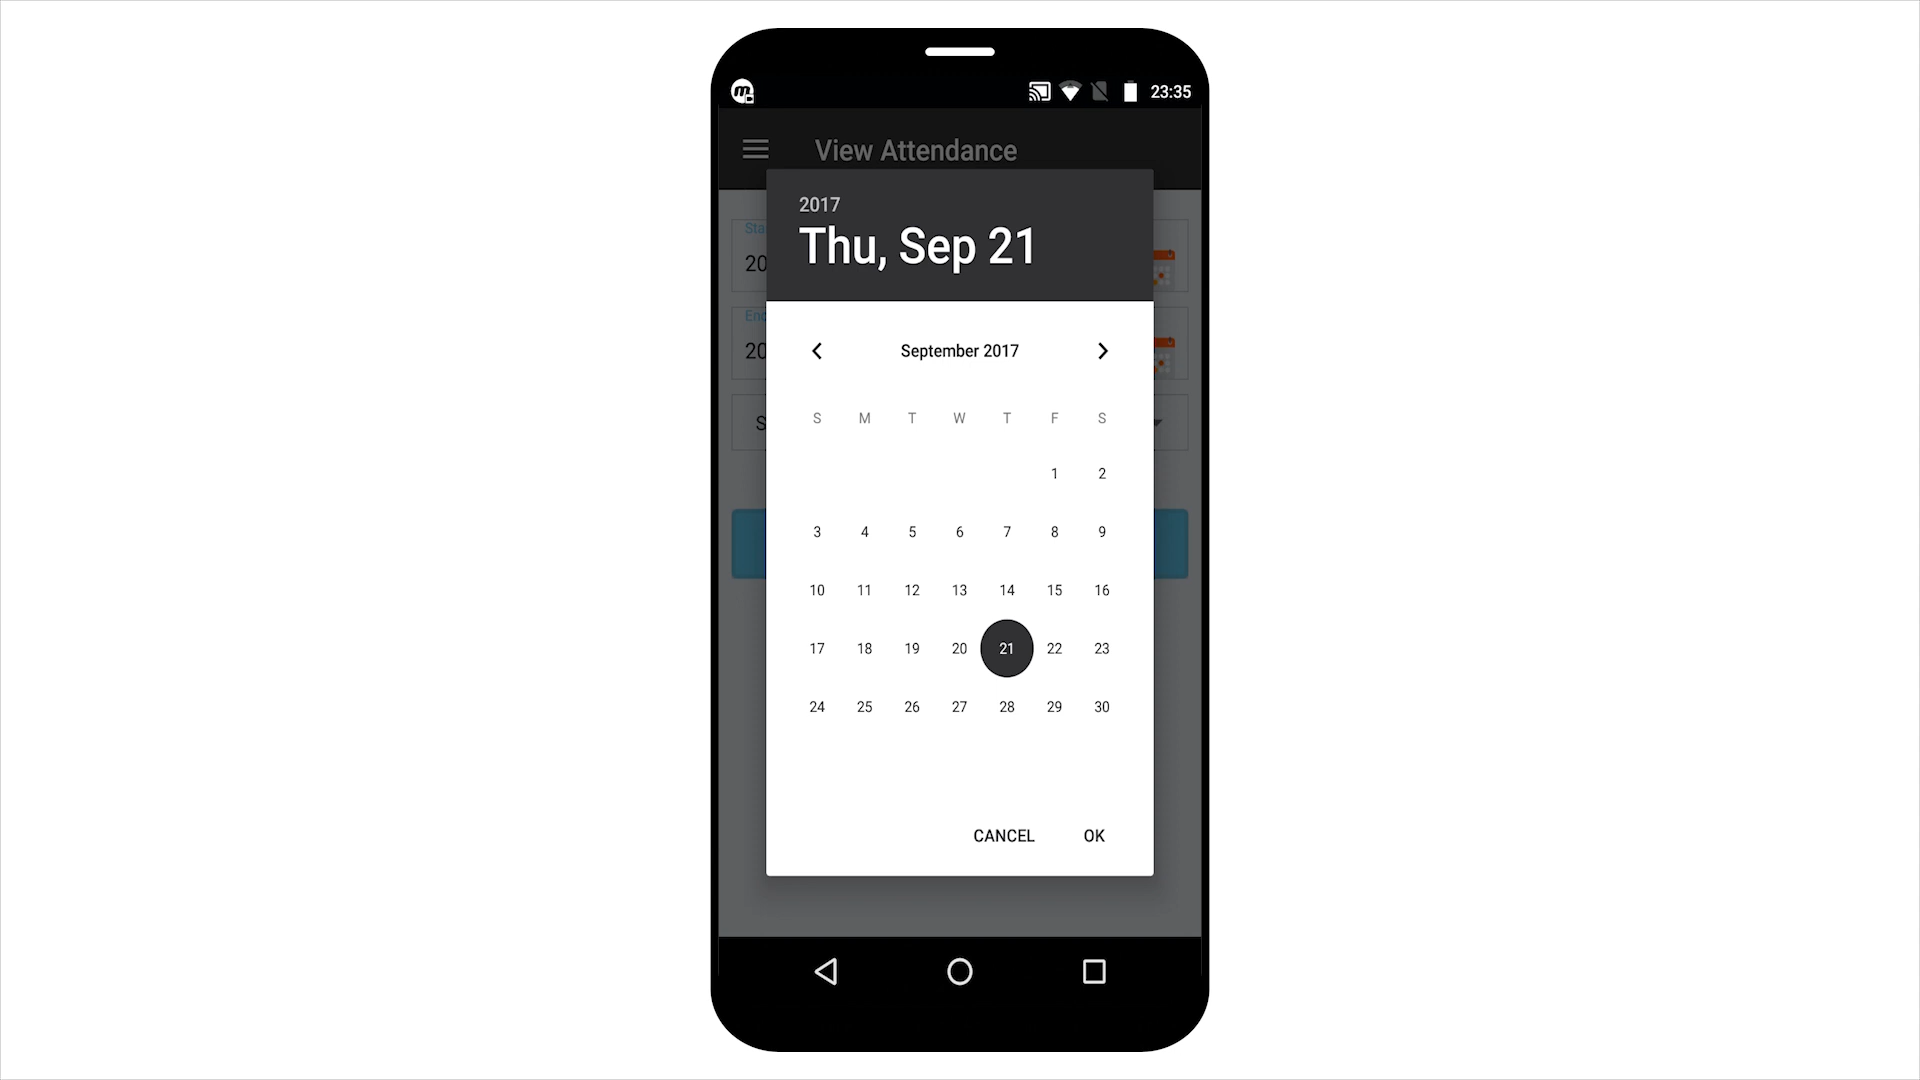 23:35
View Attendance
2017
Thu, Sep 21
20
20
September 2017
S M T W T F S
1 2
3 4 5 6 7 8 9
10 11 12 13 14 15 16
17 18 19 20 21 22 23
24 25 26 27 28 29 30
CANCEL OK